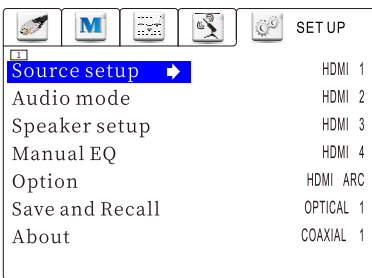 M
SET UP
1
Source setup HDMI 1
Audio mode HDMI 2
Speaker setup HDMI 3
Manual EQ HDMI 4
Option HDMI ARC
Save and Recall OPTICAL 1
About COAXIAL 1